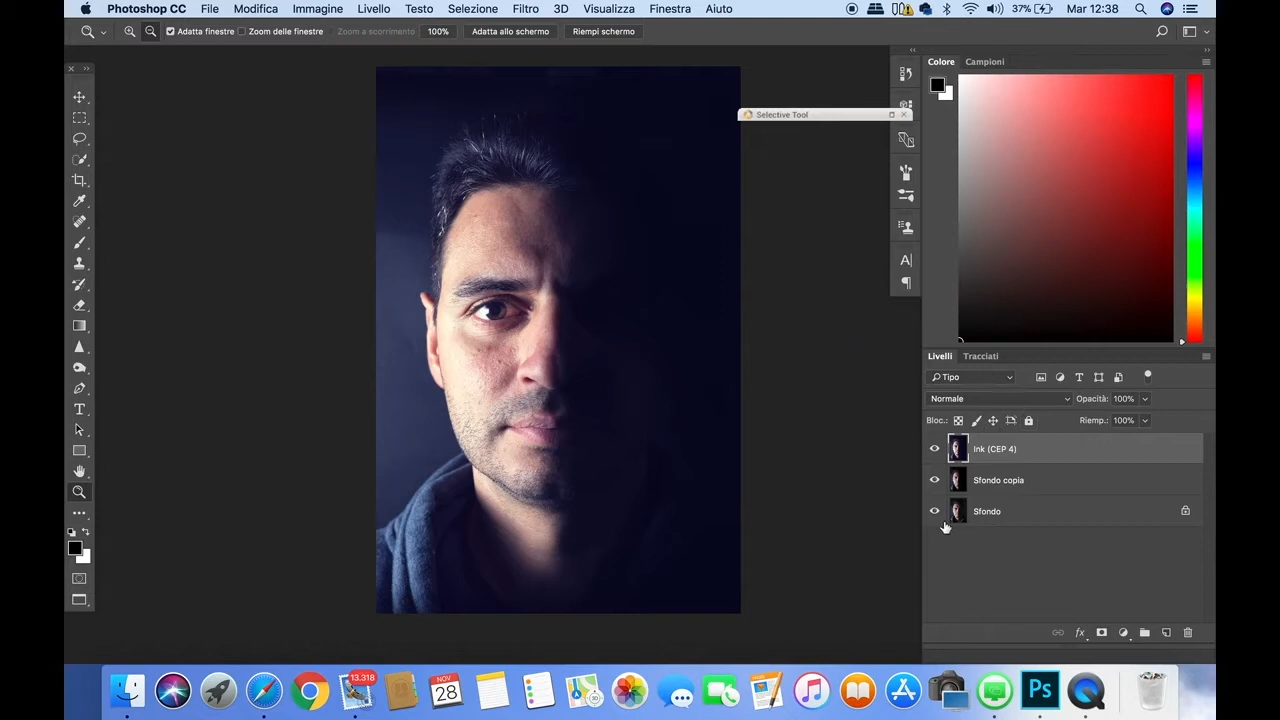 Photoshop CC File Modifica Immagine Livello Testo Selezione Filtro 3D Visualizza Finestra Aiuto 37% Mar 12:38
Adatta finestre Zoom delle finestre Zoom a scorrimento 100% Adatta allo schermo Riempi schermo
Colore Campioni
Selective Tool
Livelli Tracciati
Tipo
Normale Opacità: 100%
Bloc.: Riemp.: 100%
Ink (CEP 4)
Sfondo copia
Sfondo
NOV
28
13.318
Ps